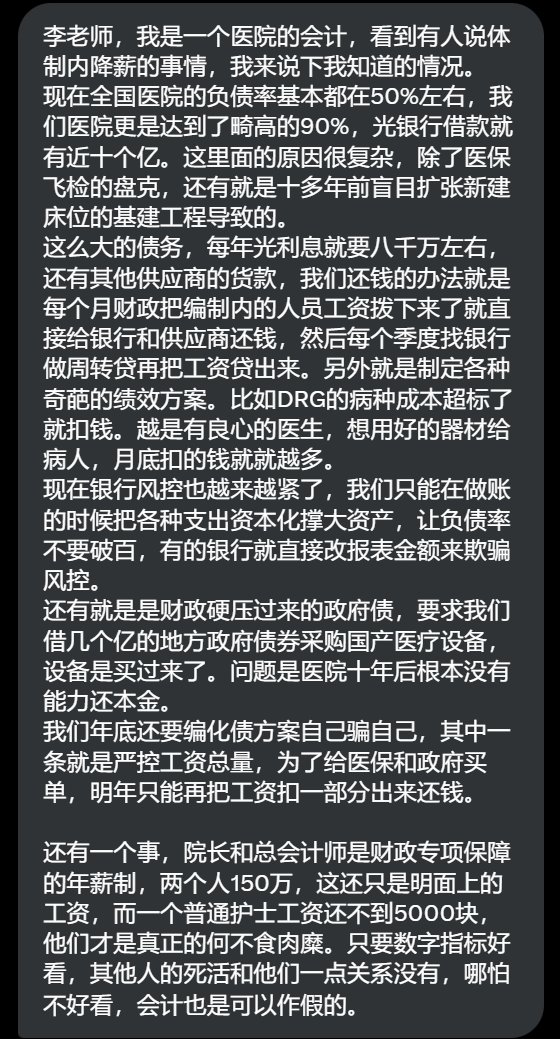 李老师，我是一个医院的会计，看到有人说体
制内降薪的事情，我来说下我知道的情况。
现在全国医院的负债率基本都在50%左右，我
们医院更是达到了畸高的90%，光银行借款就
有近十个亿。这里面的原因很复杂，除了医保
飞检的盘克，还有就是十多年前盲目扩张新建
床位的基建工程导致的。
这么大的债务，每年光利息就要八千万左右，
还有其他供应商的货款，我们还钱的办法就是
每个月财政把编制内的人员工资拨下来了就直
接给银行和供应商还钱，然后每个季度找银行
做周转贷再把工资贷出来。另外就是制定各种
奇葩的绩效方案。比如DRG的病种成本超标了
就扣钱。越是有良心的医生，想用好的器材给
病人，月底扣的钱就就越多。
现在银行风控也越来越紧了，我们只能在做账
的时候把各种支出资本化撑大资产，让负债率
不要破百，有的银行就直接改报表金额来欺骗
风控。
还有就是是财政硬压过来的政府债，要求我们
借几个亿的地方政府债券采购国产医疗设备，
设备是买过来了。问题是医院十年后根本没有
能力还本金。
我们年底还要编化债方案自己骗自己，其中一
条就是严控工资总量，为了给医保和政府买
单，明年只能再把工资扣一部分出来还钱。
还有一个事，院长和总会计师是财政专项保障
的年薪制，两个人150万，这还只是明面上的
工资，而一个普通护士工资还不到5000块，
他们才是真正的何不食肉糜。只要数字指标好
看，其他人的死活和他们一点关系没有，哪怕
不好看，会计也是可以作假的。